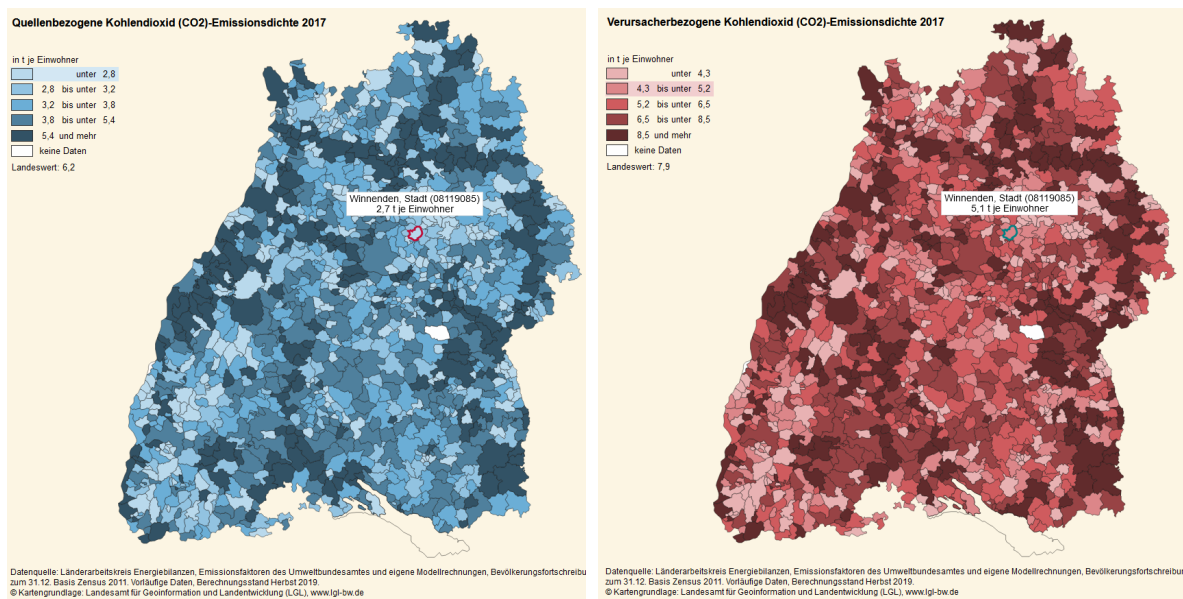 Quellenbezogene Kohlendioxid (CO2)-Emissionsdichte 2017
in t je Einwohner
unter 2,8
2,8 bis unter 3,2
3,2 bis unter 3,8
3,8 bis unter 5,4
5,4 und mehr
keine Daten
Landeswert: 6,2
Winnenden, Stadt (08119085)
2,7 t je Einwohner
Datenquelle: Länderarbeitskreis Energiebilanzen, Emissionsfaktoren des Umweltbundesamtes und eigene Modellrechnungen, Bevölkerungsfortschreibu
zum 31.12. Basis Zensus 2011. Vorläufige Daten, Berechnungsstand Herbst 2019.
© Kartengrundlage: Landesamt für Geoinformation und Landentwicklung (LGL), www.lgl-bw.de
Verursacherbezogene Kohlendioxid (CO2)-Emissionsdichte 2017
in t je Einwohner
unter 4,3
4,3 bis unter 5,2
5,2 bis unter 6,5
6,5 bis unter 8,5
8,5 und mehr
keine Daten
Landeswert: 7,9
Winnenden, Stadt (08119085)
5,1 t je Einwohner
Datenquelle: Länderarbeitskreis Energiebilanzen, Emissionsfaktoren des Umweltbundesamtes und eigene Modellrechnungen, Bevölkerungsfortschreibu
zum 31.12. Basis Zensus 2011. Vorläufige Daten, Berechnungsstand Herbst 2019.
© Kartengrundlage: Landesamt für Geoinformation und Landentwicklung (LGL), www.lgl-bw.de